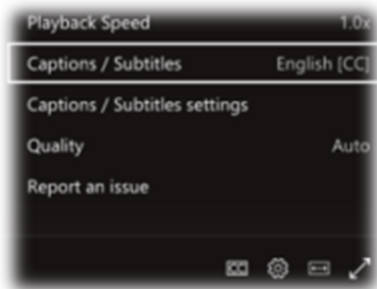 Playback Speed 1.0x
Captions / Subtitles English [CC]
Captions / Subtitles settings
Quality Auto
Report an issue
CC